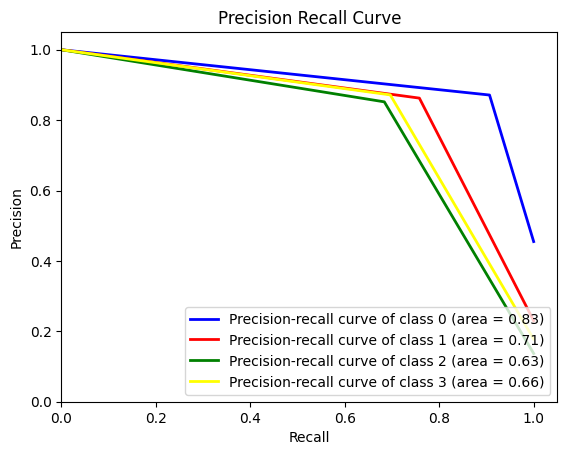 Precision Recall Curve
Precision
1.0
0.8
0.6
0.4
0.2
0.0
Precision-recall curve of class 0 (area = 0.83)
Precision-recall curve of class 1 (area = 0.71)
Precision-recall curve of class 2 (area = 0.63)
Precision-recall curve of class 3 (area = 0.66)
0.0 0.2 0.4 0.6 0.8 1.0
Recall